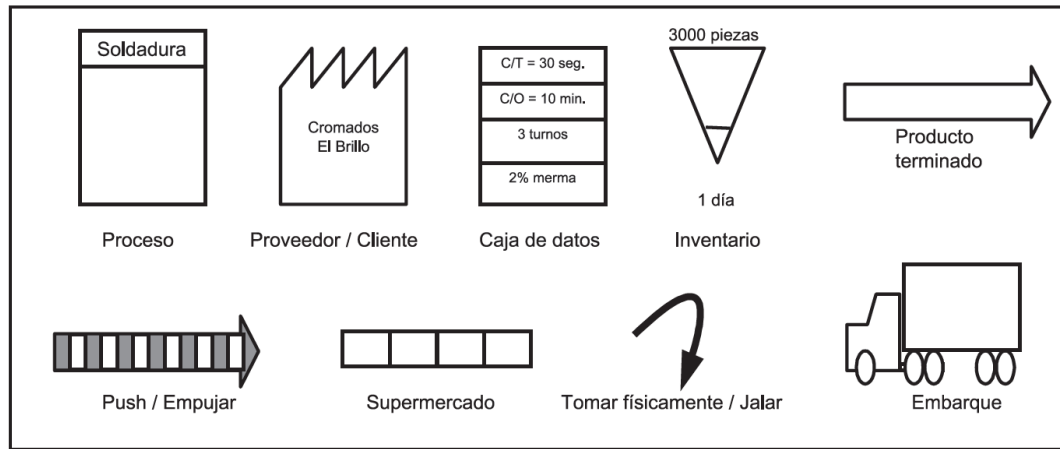 Soldadura
Proceso
Cromados
El Brillo
Proveedor / Cliente
C/T = 30 seg.
C/O = 10 min.
3 turnos
2% merma
Caja de datos
3000 piezas
1 día
Inventario
Producto
terminado
Push / Empujar
Supermercado
Tomar físicamente / Jalar
Embarque